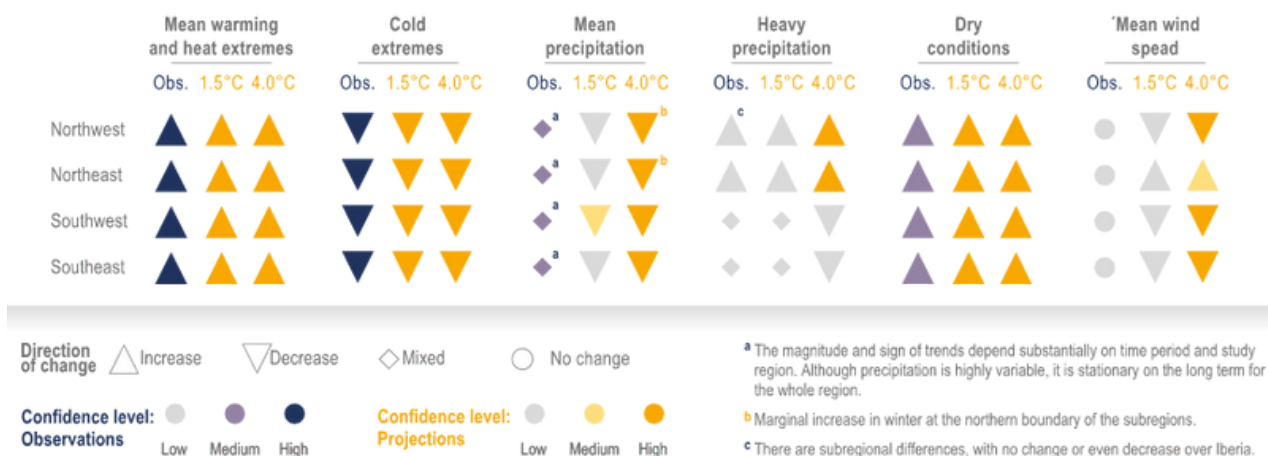 Mean warming and heat extremes
Cold extremes
Mean precipitation
Heavy precipitation
Dry conditions
´Mean wind spead
Obs. 1.5°C 4.0°C Obs. 1.5°C 4.0°C Obs. 1.5°C 4.0°C Obs. 1.5°C 4.0°C Obs. 1.5°C 4.0°C Obs. 1.5°C 4.0°C
Northwest a b c
Northeast a b
Southwest a
Southeast a
Direction of change
Increase
Decrease
Mixed
No change
Confidence level: Observations
Low Medium High
Confidence level: Projections
Low Medium High
a The magnitude and sign of trends depend substantially on time period and study
region. Although precipitation is highly variable, it is stationary on the long term for
the whole region.
b Marginal increase in winter at the northern boundary of the subregions.
c There are subregional differences, with no change or even decrease over Iberia.